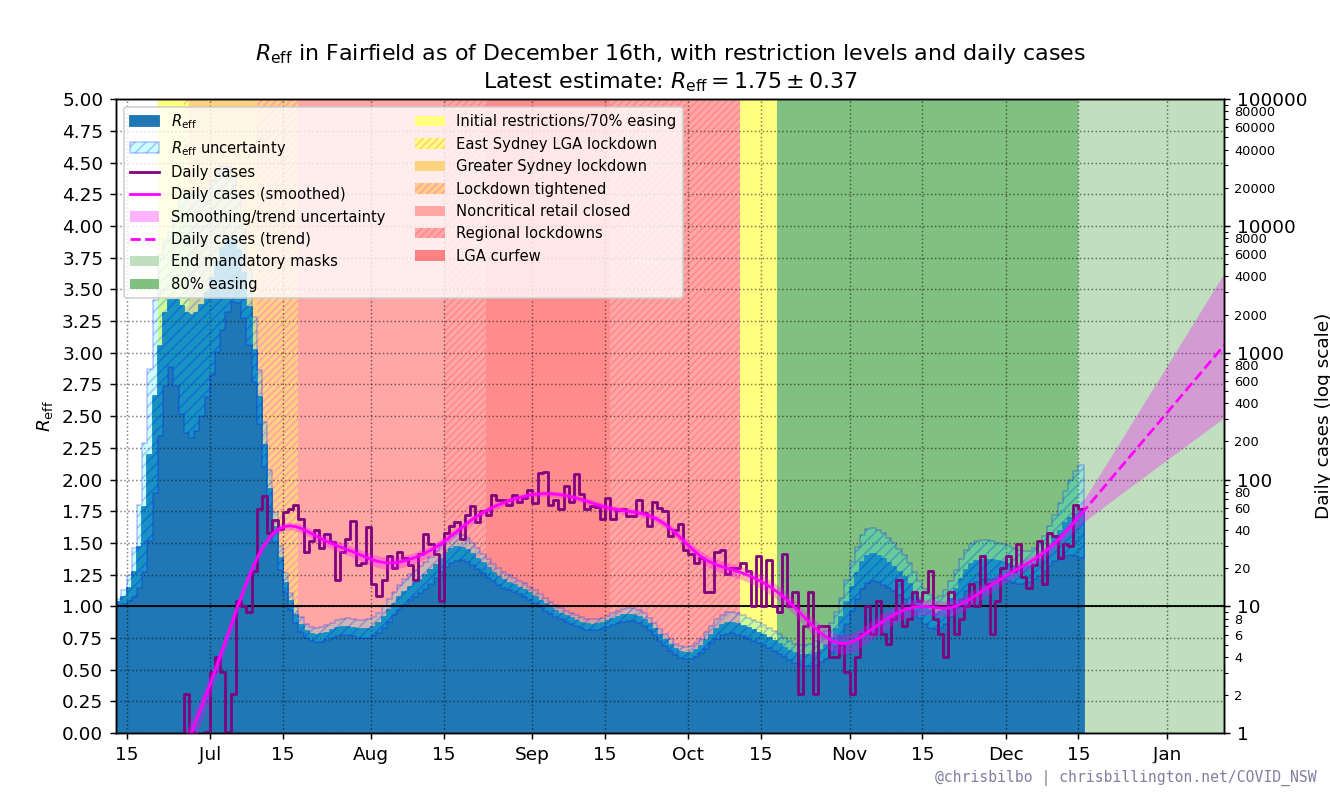 R_eff in Fairfield as of December 16th, with restriction levels and daily cases
Latest estimate: R_eff = 1.75 ± 0.37
R_eff
R_eff uncertainty
Daily cases
Daily cases (smoothed)
Smoothing/trend uncertainty
Daily cases (trend)
End mandatory masks
80% easing
Initial restrictions/70% easing
East Sydney LGA lockdown
Greater Sydney lockdown
Lockdown tightened
Noncritical retail closed
Regional lockdowns
LGA curfew
R_eff
5.00
4.75
4.50
4.25
4.00
3.75
3.50
3.25
3.00
2.75
2.50
2.25
2.00
1.75
1.50
1.25
1.00
0.75
0.50
0.25
0.00
15 Jul 15 Aug 15 Sep 15 Oct 15 Nov 15 Dec 15 Jan
100000
80000
60000
40000
20000
10000
8000
6000
4000
2000
1000
800
600
400
200
100
80
60
40
20
10
8
6
4
2
1
Daily cases (log scale)
@chrisbilbo | chrisbillington.net/COVID_NSW